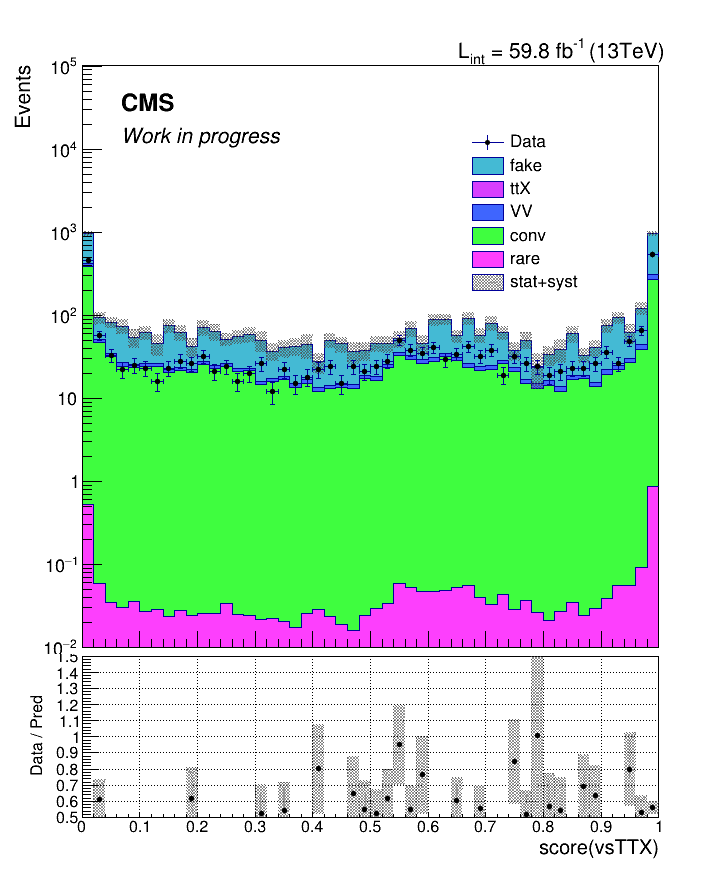 L_int = 59.8 fb^-1 (13TeV)
Events
10^5
CMS
Work in progress
10^4
Data
fake
ttX
VV
conv
rare
stat+syst
10^3
10^2
10
1
10^−1
10^−2
Data / Pred
1.5
1.4
1.3
1.2
1.1
1
0.9
0.8
0.7
0.6
0.5
0 0.1 0.2 0.3 0.4 0.5 0.6 0.7 0.8 0.9 1
score(vsTTX)